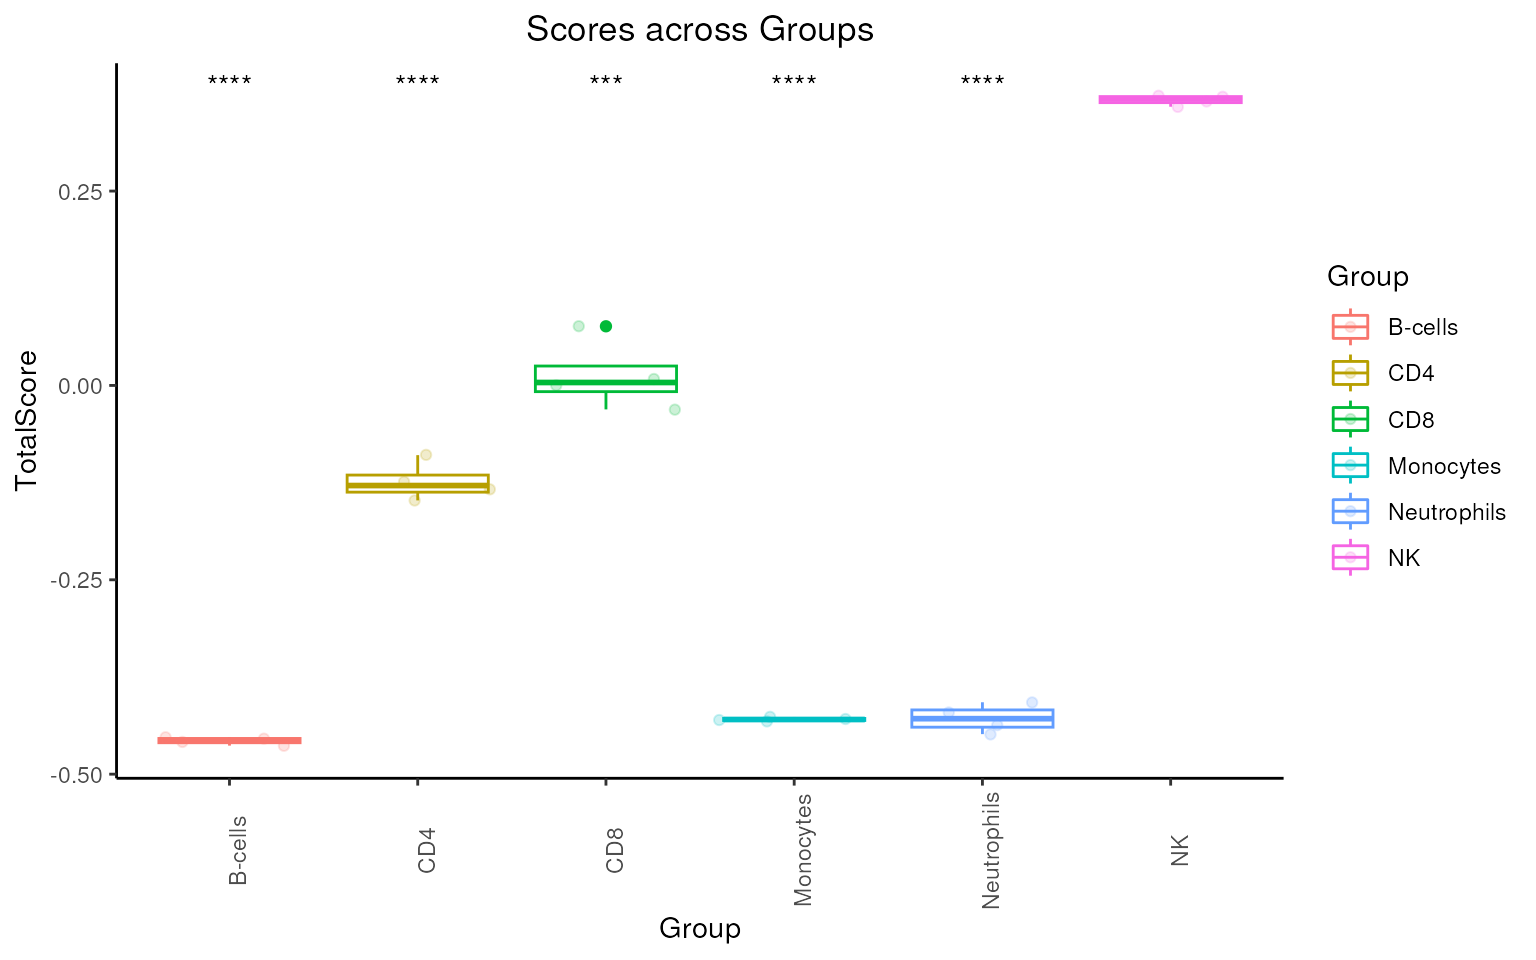 Scores across Groups
**** **** *** **** ****
TotalScore
0.25
0.00
-0.25
-0.50
B-cells
CD4
CD8
Monocytes
Neutrophils
NK
Group
Group
B-cells
CD4
CD8
Monocytes
Neutrophils
NK